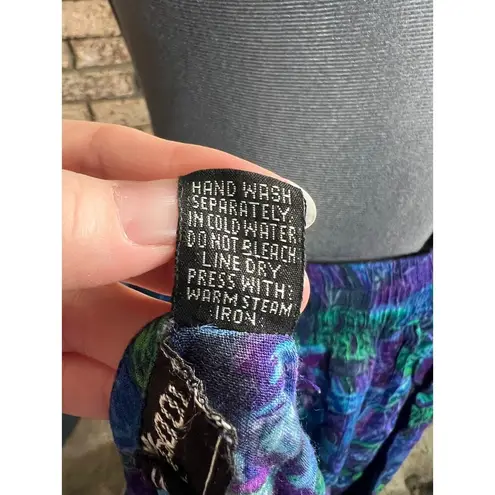 HAND WASH
SEPARATELY.
IN COLD WATER
DO NOT BLEACH
LINE DRY
PRESS WITH:
WARM STEAM
IRON.